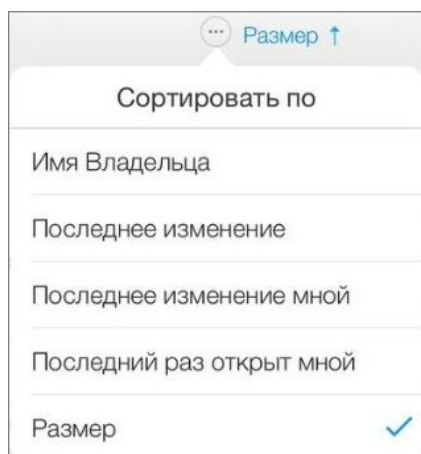 Размер ↑
Сортировать по
Имя Владельца
Последнее изменение
Последнее изменение мной
Последний раз открыт мной
Размер